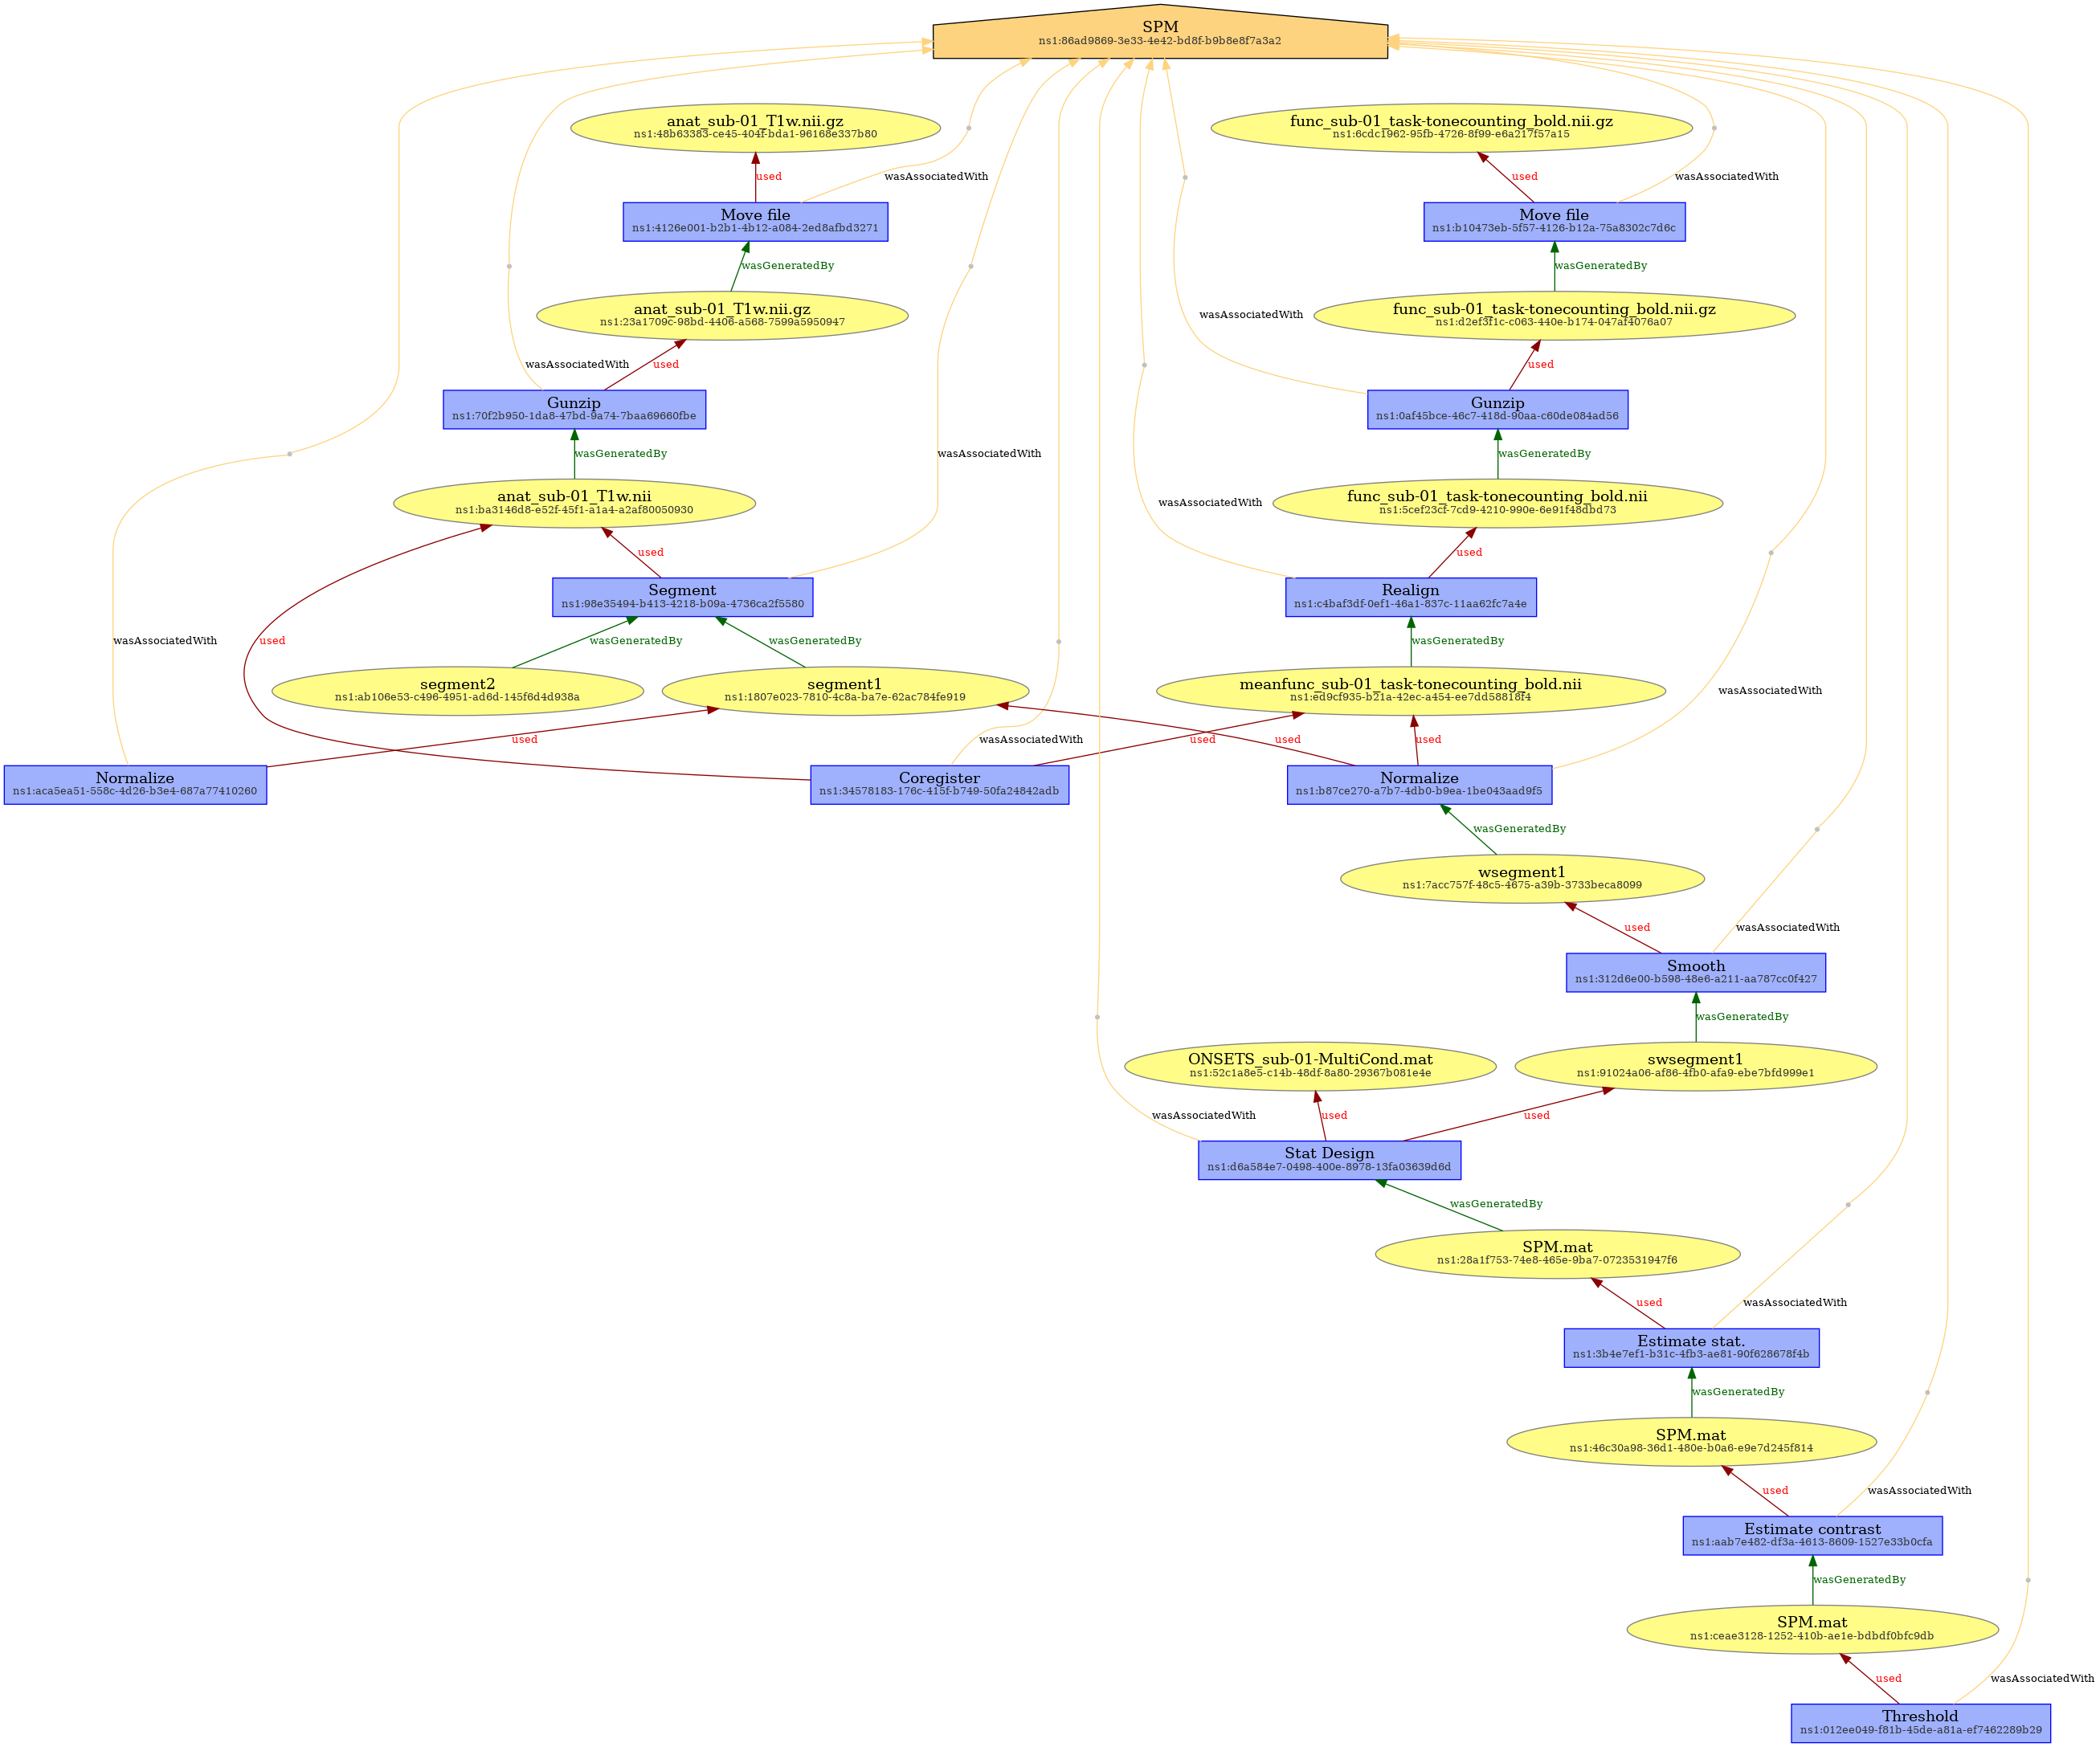 SPM
ns1:86ad9869-3e33-4e42-bd8f-b9b8e8f7a3a2
anat_sub-01_T1w.nii.gz
ns1:48b63383-ce45-404f-bda1-96168e337b80
func_sub-01_task-tonecounting_bold.nii.gz
ns1:6cdc1962-95fb-4726-8f99-e6a217f57a15
used
wasAssociatedWith
used
wasAssociatedWith
Move file
ns1:4126e001-b2b1-4b12-a084-2ed8afbd3271
Move file
ns1:b10473eb-5f57-4126-b12a-75a8302c7d6c
wasGeneratedBy
wasGeneratedBy
anat_sub-01_T1w.nii.gz
ns1:23a1709c-98bd-4406-a568-7599a5950947
wasAssociatedWith
func_sub-01_task-tonecounting_bold.nii.gz
ns1:d2ef3f1c-c063-440e-b174-047af4076a07
wasAssociatedWith
used
used
Gunzip
ns1:70f2b950-1da8-47bd-9a74-7baa69660fbe
Gunzip
ns1:0af45bce-46c7-418d-90aa-c60de084ad56
wasGeneratedBy
wasAssociatedWith
wasGeneratedBy
anat_sub-01_T1w.nii
ns1:ba3146d8-e52f-45f1-a1a4-a2af80050930
wasAssociatedWith
func_sub-01_task-tonecounting_bold.nii
ns1:5cef23cf-7cd9-4210-990e-6e91f48dbd73
used
used
Segment
ns1:98e35494-b413-4218-b09a-4736ca2f5580
Realign
ns1:c4baf3df-0ef1-46a1-837c-11aa62fc7a4e
wasAssociatedWith
used
wasGeneratedBy
wasGeneratedBy
wasGeneratedBy
segment2
ns1:ab106e53-c496-4951-ad6d-145f6d4d938a
segment1
ns1:1807e023-7810-4c8a-ba7e-62ac784fe919
meanfunc_sub-01_task-tonecounting_bold.nii
ns1:ed9cf935-b21a-42ec-a454-ee7dd58818f4
wasAssociatedWith
used
wasAssociatedWith
used
used
used
Normalize
ns1:aca5ea51-558c-4d26-b3e4-687a77410260
Coregister
ns1:34578183-176c-415f-b749-50fa24842adb
Normalize
ns1:b87ce270-a7b7-4db0-b9ea-1be043aad9f5
wasGeneratedBy
wsegment1
ns1:7acc757f-48c5-4675-a39b-3733beca8099
used
wasAssociatedWith
Smooth
ns1:312d6e00-b598-48e6-a211-aa787cc0f427
wasGeneratedBy
ONSETS_sub-01-MultiCond.mat
ns1:52c1a8e5-c14b-48df-8a80-29367b081e4e
swsegment1
ns1:91024a06-af86-4fb0-afa9-ebe7bfd999e1
wasAssociatedWith
used
used
Stat Design
ns1:d6a584e7-0498-400e-8978-13fa03639d6d
wasGeneratedBy
SPM.mat
ns1:28a1f753-74e8-465e-9ba7-0723531947f6
used
wasAssociatedWith
Estimate stat.
ns1:3b4e7ef1-b31c-4fb3-ae81-90f628678f4b
wasGeneratedBy
SPM.mat
ns1:46c30a98-36d1-480e-b0a6-e9e7d245f814
used
wasAssociatedWith
Estimate contrast
ns1:aab7e482-df3a-4613-8609-1527e33b0cfa
wasGeneratedBy
SPM.mat
ns1:ceae3128-1252-410b-ae1e-bdbdf0bfc9db
used
wasAssociatedWith
Threshold
ns1:012ee049-f81b-45de-a81a-ef7462289b29